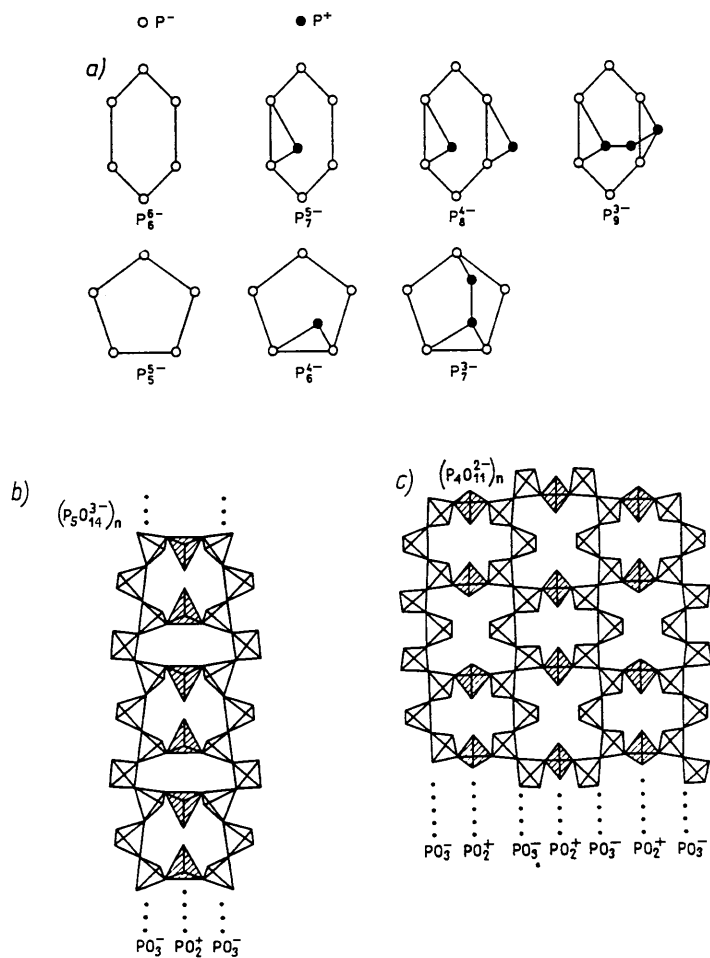 P⁻ P⁺
a)
P₆⁶⁻ P₇⁵⁻ P₈⁴⁻ P₉³⁻
P₅⁵⁻ P₆⁴⁻ P₇³⁻
b)
(P₅O₁₄³⁻)ₙ
PO₃⁻ PO₂⁺ PO₃⁻
c)
(P₄O₁₁²⁻)ₙ
PO₃⁻ PO₂⁺ PO₃⁻ PO₂⁺ PO₃⁻ PO₂⁺ PO₃⁻